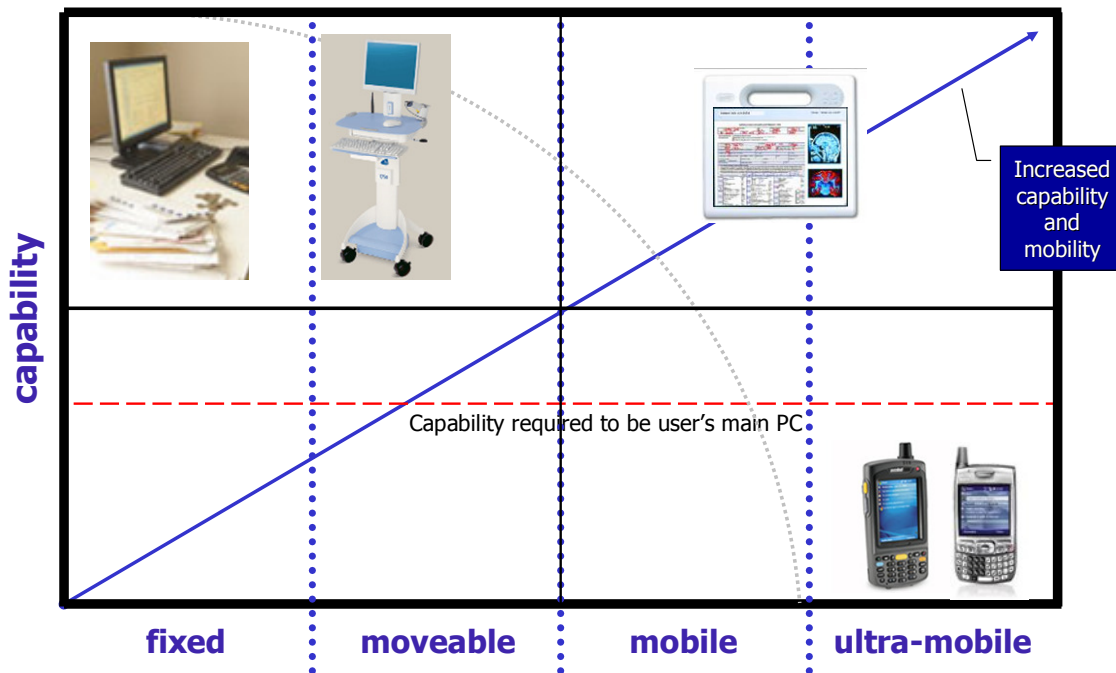 capability
Increased
capability
and
mobility
Capability required to be user's main PC
fixed
moveable
mobile
ultra-mobile